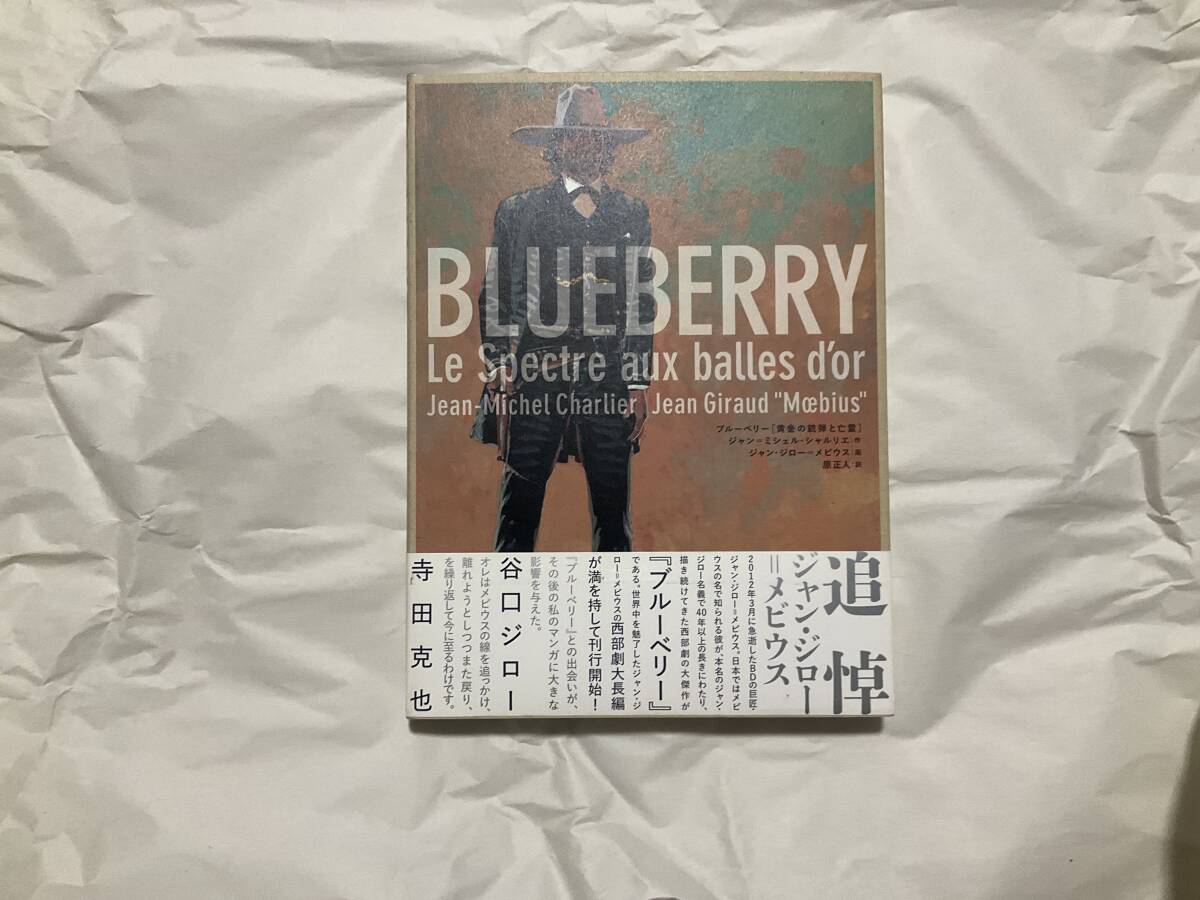 BLUEBERRY
Le Spectre aux balles d'or
Jean-Michel Charlier Jean Giraud "Mœbius"
ブルーベリー[黄金の銃弾と亡霊]
ジャン=ミシェル・シャルリエ:作
ジャン・ジロー=メビウス:画
原正人:訳
追悼
ジャン・ジロー
=メビウス
2012年3月に急逝したBDの巨匠・
ジャン・ジロー=メビウス。日本ではメビ
ウスの名で知られる彼が、本名のジャン・
ジロー名義で40年以上の長きにわたり、
描き続けてきた西部劇の大傑作が
『ブルーベリー』
である。世界中を魅了したジャン・ジ
ロー=メビウスの西部劇大長編
が満を持して刊行開始!
『ブルーベリー』との出会いが、
その後の私のマンガに大きな
影響を与えた。
谷口ジロー
オレはメビウスの線を追っかけ、
離れようとしつつまた戻り、
を繰り返して今に至るわけです。
寺田克也